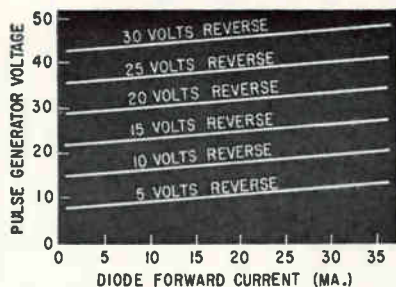 PULSE GENERATOR VOLTAGE
50
40
30
20
10
0
30 VOLTS REVERSE
25 VOLTS REVERSE
20 VOLTS REVERSE
15 VOLTS REVERSE
10 VOLTS REVERSE
5 VOLTS REVERSE
0 5 10 15 20 25 30 35
DIODE FORWARD CURRENT (MA.)